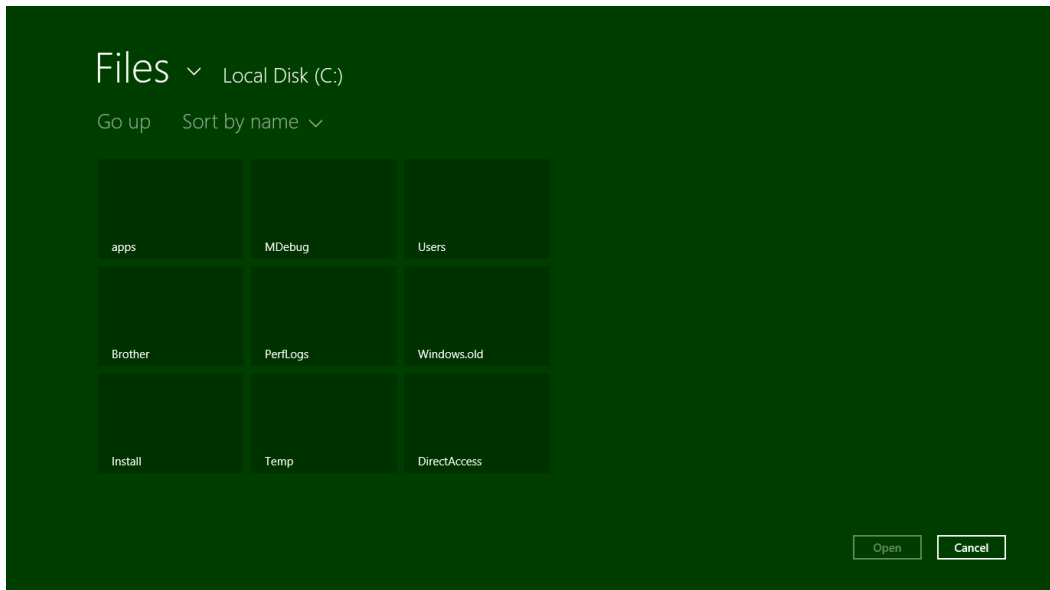 Files Local Disk (C:)
Go up Sort by name
apps MDebug Users
Brother PerfLogs Windows.old
Install Temp DirectAccess
Open Cancel